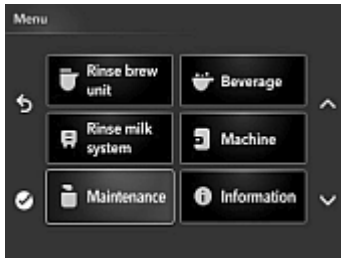 Menu
Rinse brew
unit
Beverage
Rinse milk
system
Machine
Maintenance
Information